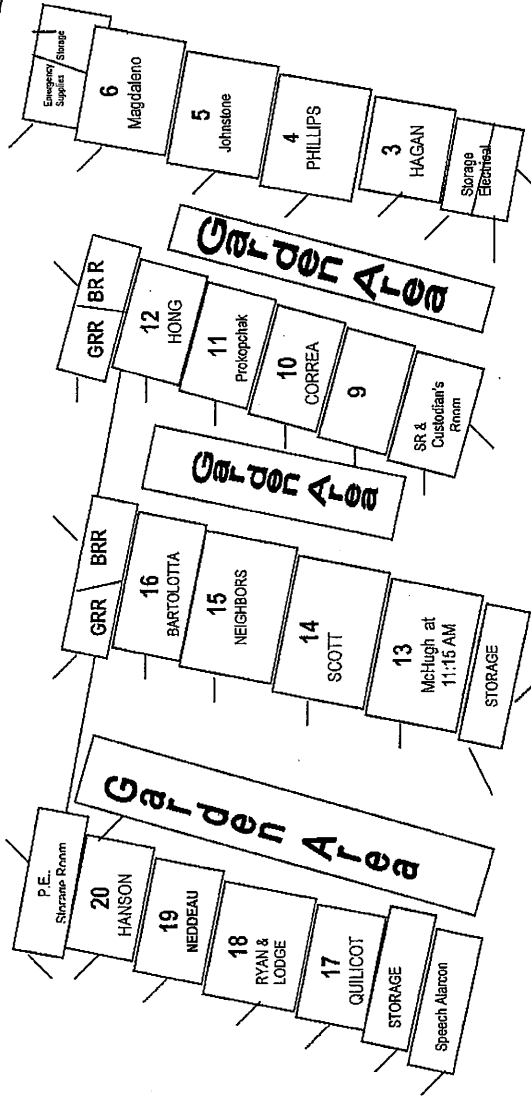 Emergency
Supplies
Storage
6
Magdaleno
5
Johnstone
4
PHILLIPS
3
HAGAN
Storage
Electrical
Garden Area
GRR
BR R
12
HONG
11
Prokopchak
10
CORREA
9
SR &
Custodian's
Room
Garden Area
GRR
BRR
16
BARTOLOTTA
15
NEIGHBORS
14
SCOTT
13
McHugh at
11:15 AM
STORAGE
Garden Area
P.E.
Storage Room
20
HANSON
19
NEDDEAU
18
RYAN &
LODGE
17
QUILICOT
STORAGE
Speech Alarcon